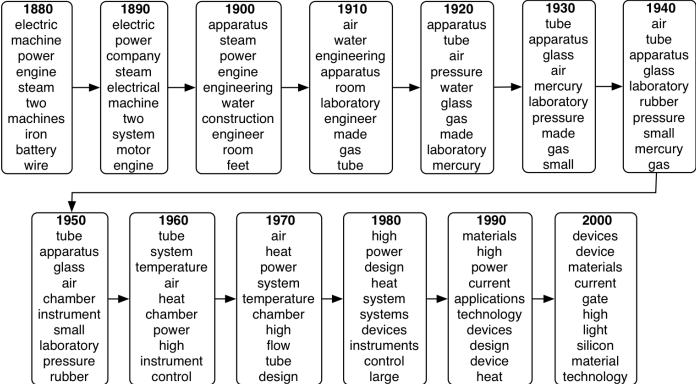 1880
electric
machine
power
engine
steam
two
machines
iron
battery
wire
1890
electric
power
company
steam
electrical
machine
two
system
motor
engine
1900
apparatus
steam
power
engine
engineering
water
construction
engineer
room
feet
1910
air
water
engineering
apparatus
room
laboratory
engineer
made
gas
tube
1920
apparatus
tube
air
pressure
water
glass
gas
made
laboratory
mercury
1930
tube
apparatus
glass
air
mercury
laboratory
pressure
made
gas
small
1940
air
tube
apparatus
glass
laboratory
rubber
pressure
small
mercury
gas
1950
tube
apparatus
glass
air
chamber
instrument
small
laboratory
pressure
rubber
1960
tube
system
temperature
air
heat
chamber
power
high
instrument
control
1970
air
heat
power
system
temperature
chamber
high
flow
tube
design
1980
high
power
design
heat
system
systems
devices
instruments
control
large
1990
materials
high
power
current
applications
technology
devices
design
device
heat
2000
devices
device
materials
current
gate
high
light
silicon
material
technology